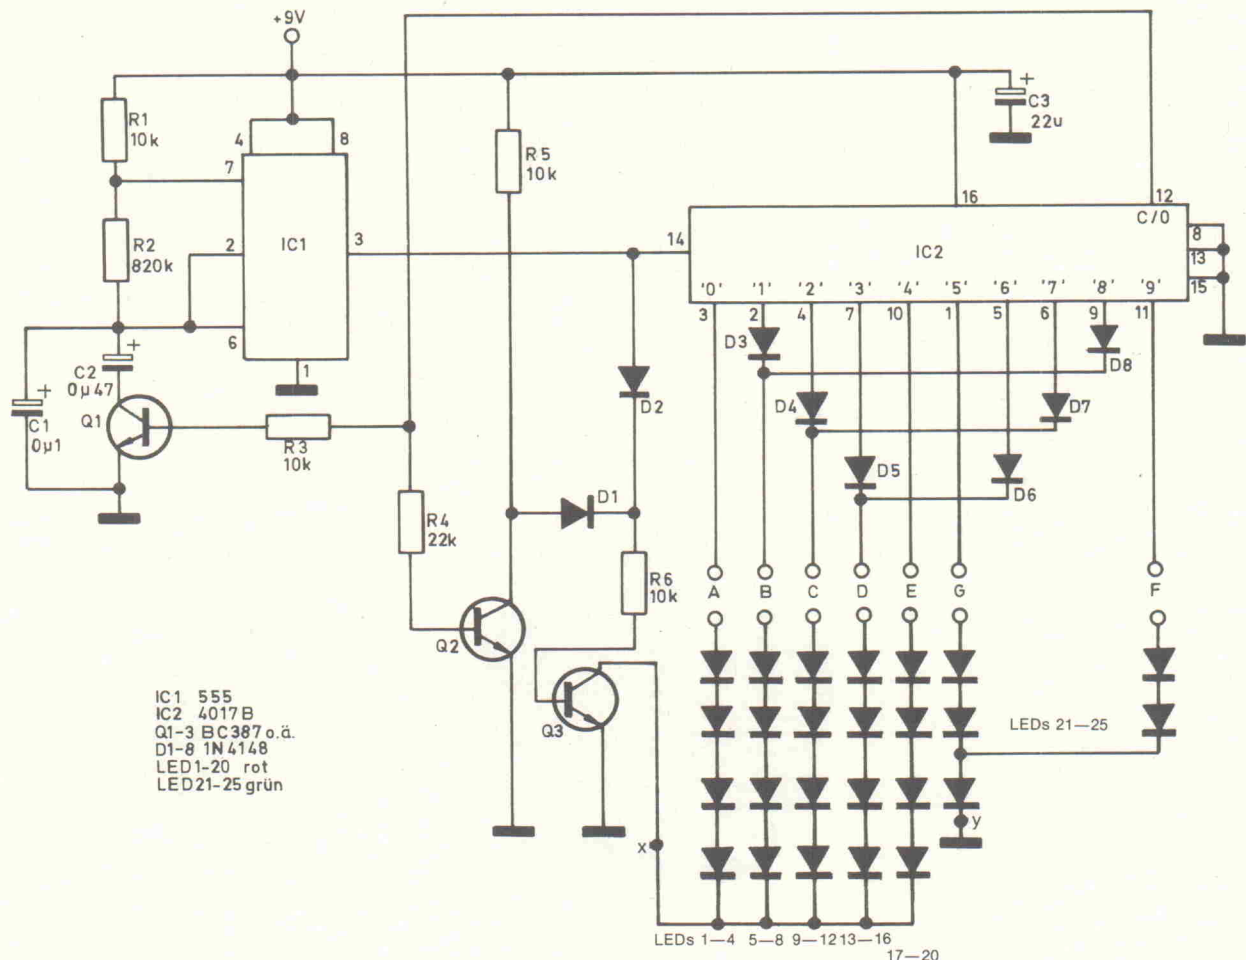 +9V
R1
10k
R2
820k
4
8
7
2
6
3
1
IC1
C2
0µ47
+
C1
0µ1
+
Q1
R3
10k
R4
22k
R5
10k
D1
D2
R6
10k
Q2
Q3
+
C3
22u
16
12
C/O
14
IC2
8
13
15
'0' '1' '2' '3' '4' '5' '6' '7' '8' '9'
3 2 4 7 10 1 5 6 9 11
D3
D8
D4
D7
D5
D6
A B C D E G F
LEDs 21—25
x
y
LEDs 1—4 5—8 9—12 13—16
17—20
IC1 555
IC2 4017B
Q1-3 BC387 o.ä.
D1-8 1N4148
LED1-20 rot
LED21-25 grün